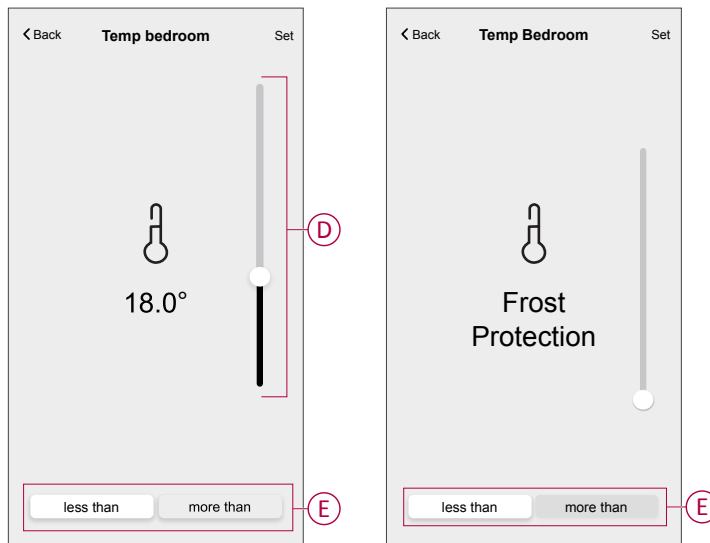 Back Temp bedroom Set
D
18.0°
less than more than
E
Back Temp Bedroom Set
Frost
Protection
less than more than
E